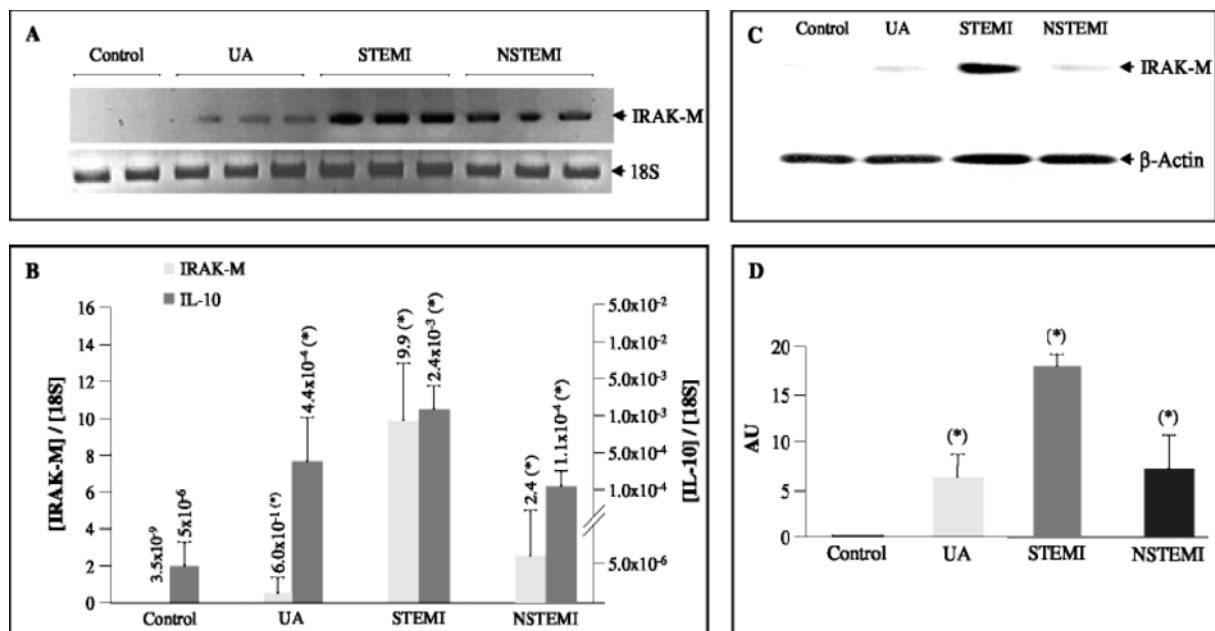 A
Control UA STEMI NSTEMI
IRAK-M
18S
B
IRAK-M
IL-10
[IRAK-M] / [18S]
16
14
12
10
8
6
4
2
0
3.5x10⁻⁹
5x10⁻⁶
6.0x10⁻¹ (*)
4.4x10⁻⁴ (*)
9.9 (*)
2.4x10⁻³ (*)
2.4 (*)
1.1x10⁻⁴ (*)
5.0x10⁻²
1.0x10⁻²
5.0x10⁻³
1.0x10⁻³
5.0x10⁻⁴
1.0x10⁻⁴
5.0x10⁻⁶
[IL-10] / [18S]
Control UA STEMI NSTEMI
C
Control UA STEMI NSTEMI
IRAK-M
β-Actin
D
AU
20
15
10
5
0
(*)
(*)
(*)
Control UA STEMI NSTEMI